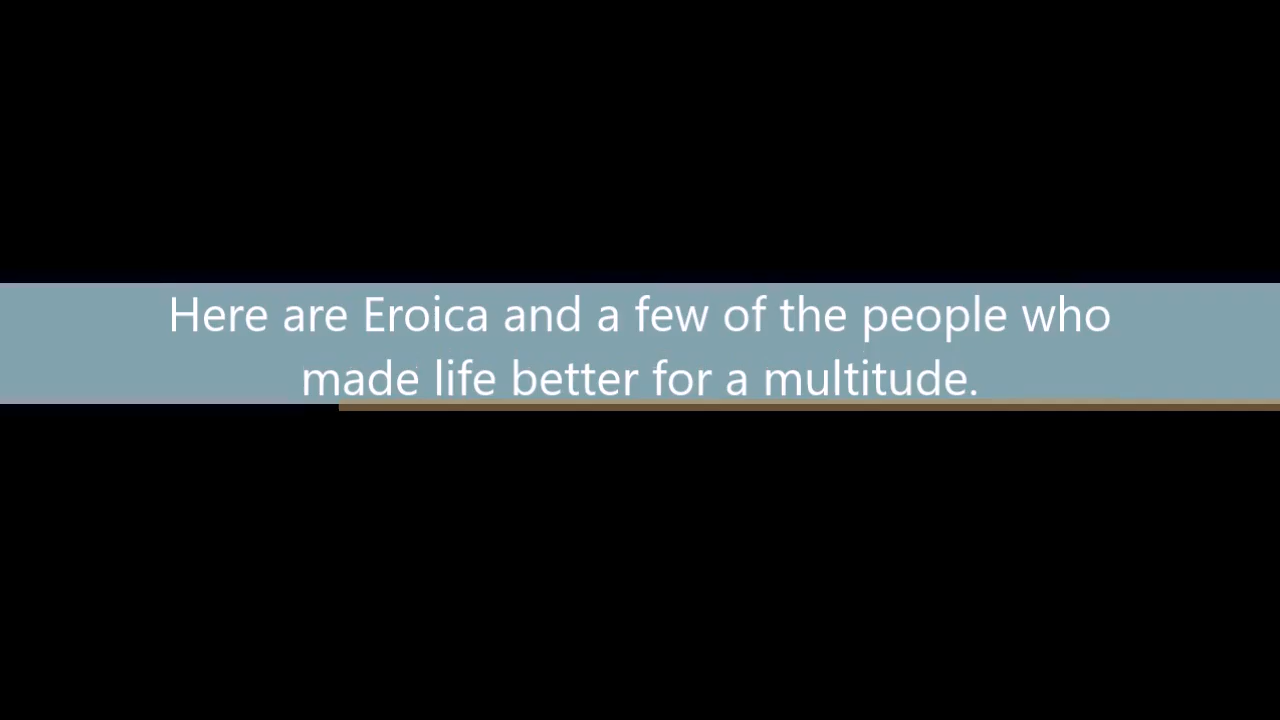 Here are Eroica and a few of the people who
made life better for a multitude.